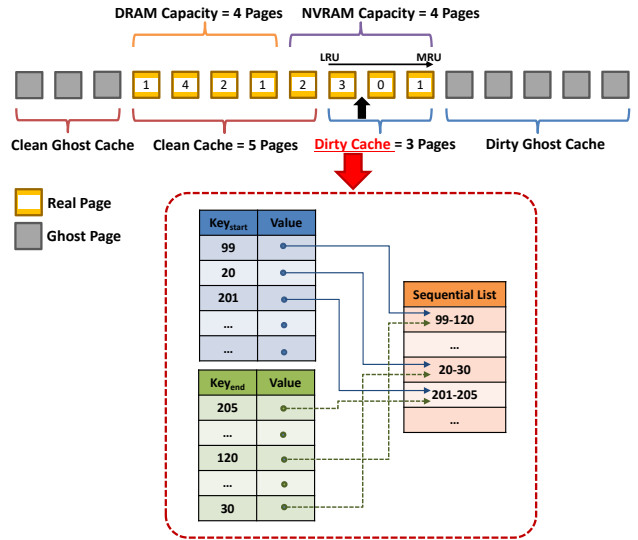 DRAM Capacity = 4 Pages
NVRAM Capacity = 4 Pages
LRU
MRU
1 4 2 1 2 3 0 1
Clean Ghost Cache
Clean Cache = 5 Pages
Dirty Cache = 3 Pages
Dirty Ghost Cache
Real Page
Ghost Page
Keystart Value
99
20
201
...
...
Sequential List
99-120
...
20-30
201-205
...
Keyend Value
205
...
120
...
30